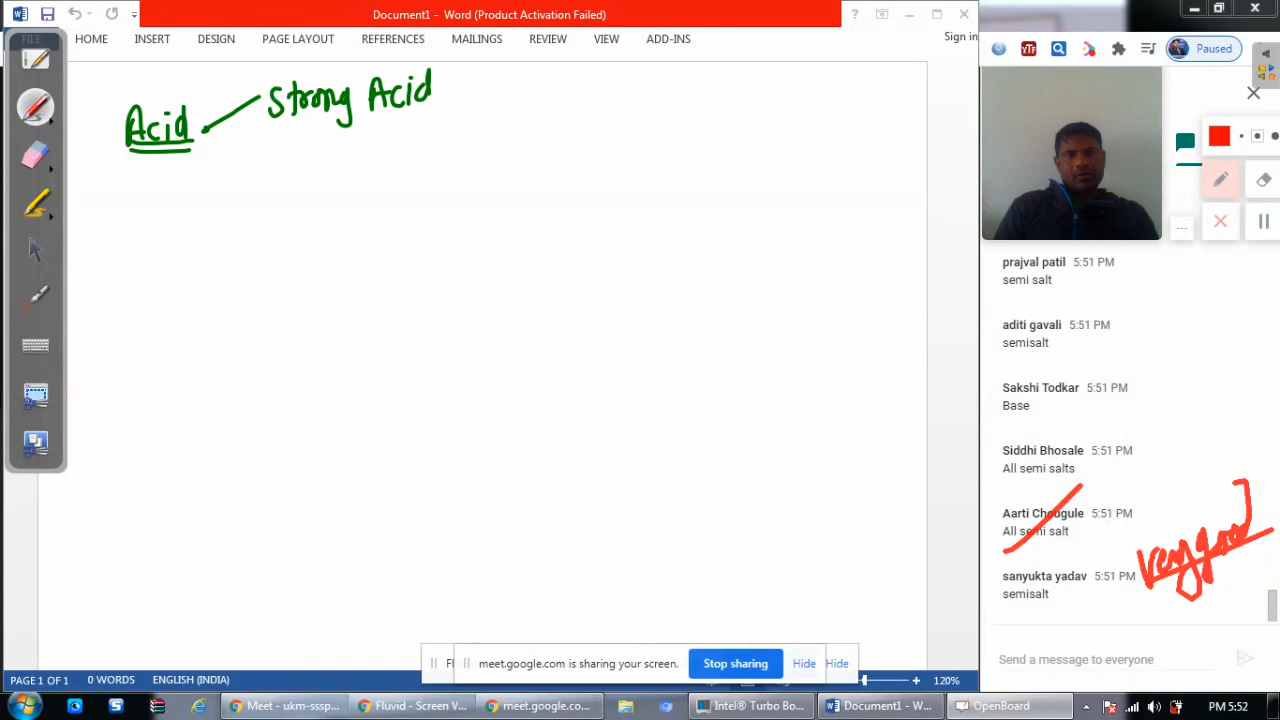 Document1 - Word (Product Activation Failed)
?
FILE HOME INSERT DESIGN PAGE LAYOUT REFERENCES MAILINGS REVIEW VIEW ADD-INS Sign in
Paused
Acid
Strong Acid
...
prajval patil 5:51 PM
semi salt
aditi gavali 5:51 PM
semisalt
Sakshi Todkar 5:51 PM
Base
Siddhi Bhosale 5:51 PM
All semi salts
Aarti Chougule 5:51 PM
All semi salt
very good
sanyukta yadav 5:51 PM
semisalt
Send a message to everyone
meet.google.com is sharing your screen. Stop sharing Hide Hide
PAGE 1 OF 1 0 WORDS ENGLISH (INDIA) 120%
Meet - ukm-sssp... Fluvid - Screen V... meet.google.com... Intel® Turbo Bo... Document1 - W... OpenBoard PM 5:52